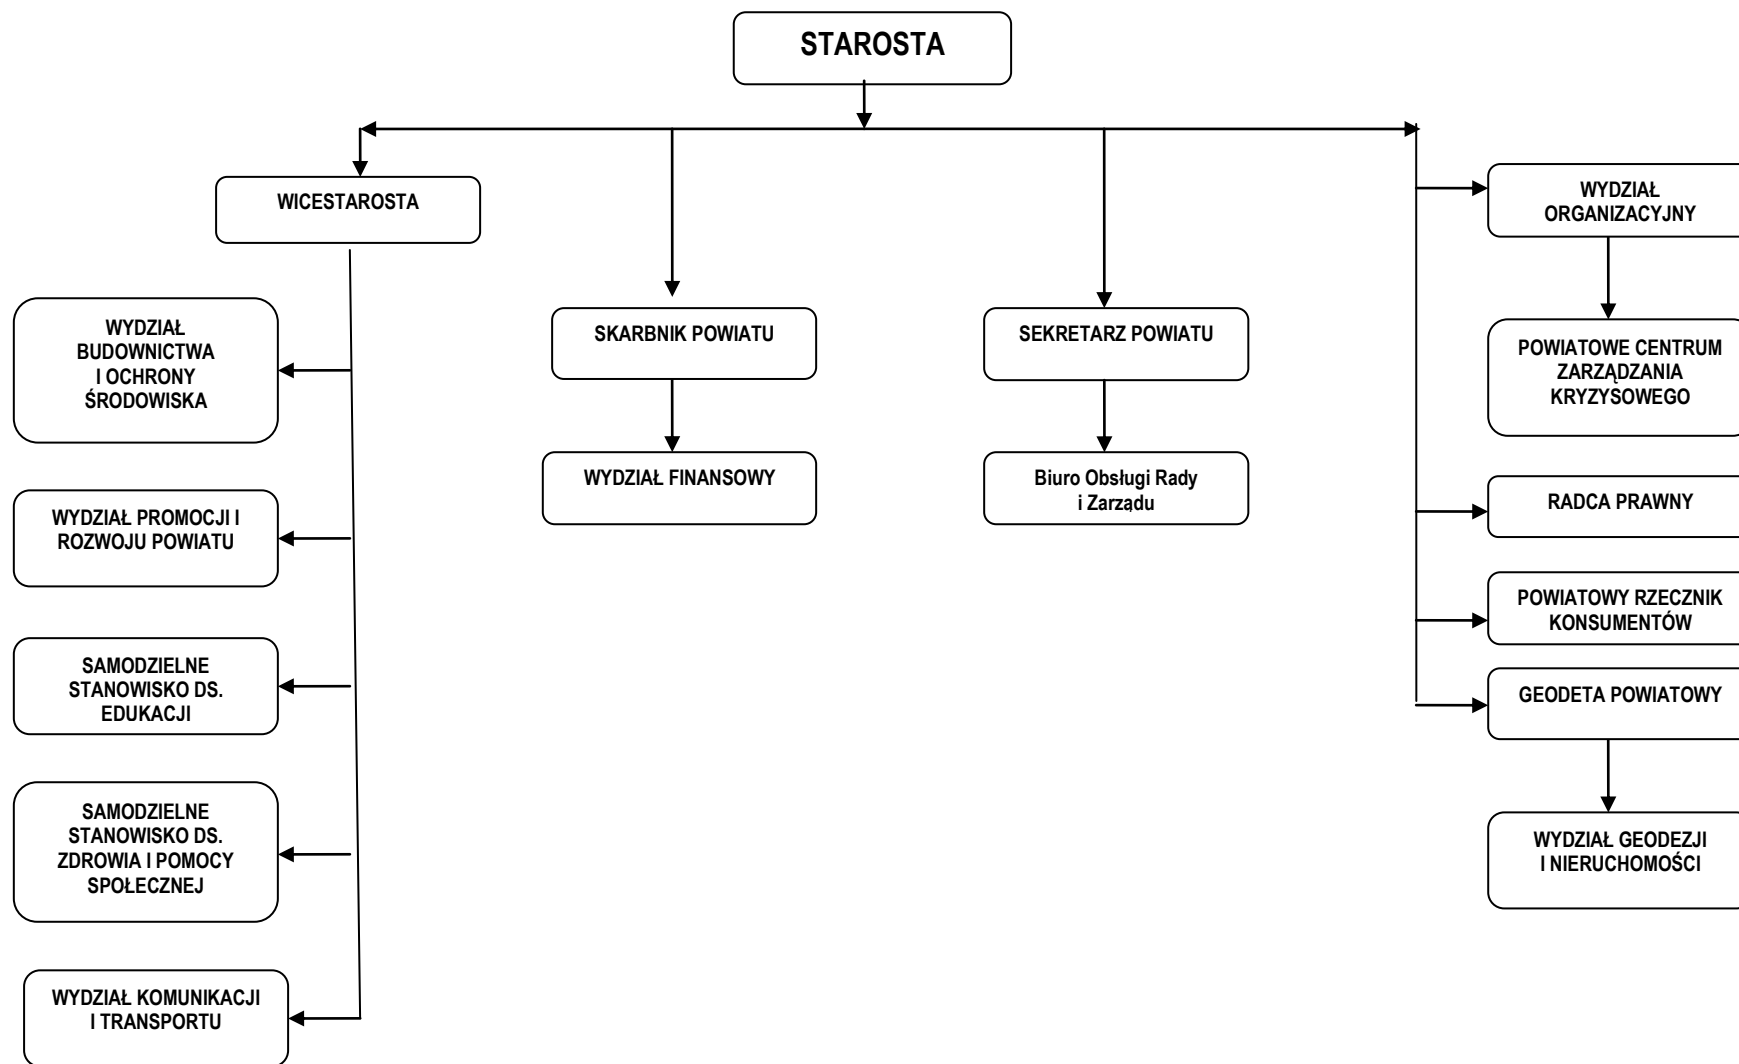 STAROSTA
WICESTAROSTA
WYDZIAŁ
BUDOWNICTWA
I OCHRONY
ŚRODOWISKA
WYDZIAŁ PROMOCJI I
ROZWOJU POWIATU
SAMODZIELNE
STANOWISKO DS.
EDUKACJI
SAMODZIELNE
STANOWISKO DS.
ZDROWIA I POMOCY
SPOŁECZNEJ
WYDZIAŁ KOMUNIKACJI
I TRANSPORTU
SKARBNIK POWIATU
WYDZIAŁ FINANSOWY
SEKRETARZ POWIATU
Biuro Obsługi Rady
i Zarządu
WYDZIAŁ
ORGANIZACYJNY
POWIATOWE CENTRUM
ZARZĄDZANIA
KRYZYSOWEGO
RADCA PRAWNY
POWIATOWY RZECZNIK
KONSUMENTÓW
GEODETA POWIATOWY
WYDZIAŁ GEODEZJI
I NIERUCHOMOŚCI